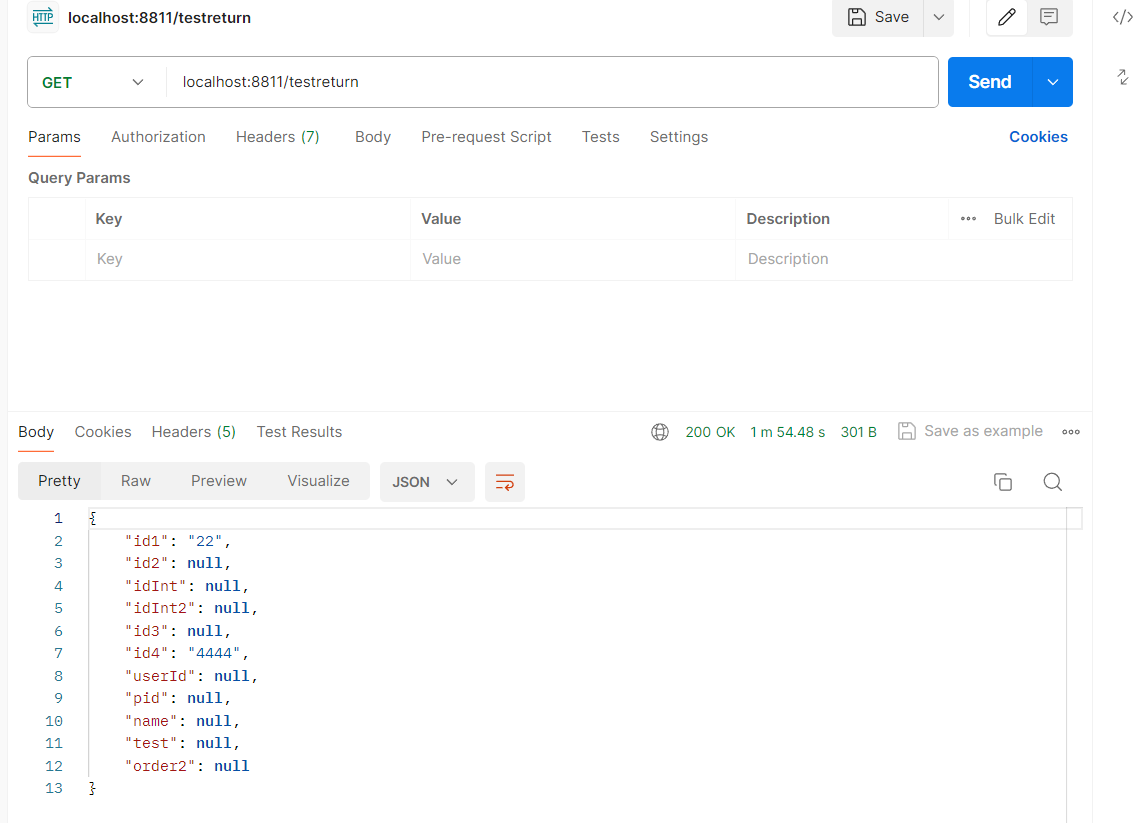 HTTP localhost:8811/testreturn Save
GET localhost:8811/testreturn Send
Params Authorization Headers (7) Body Pre-request Script Tests Settings Cookies
Query Params
Key Value Description Bulk Edit
Key Value Description
Body Cookies Headers (5) Test Results 200 OK 1 m 54.48 s 301 B Save as example
Pretty Raw Preview Visualize JSON
1 {
2 "id1": "22",
3 "id2": null,
4 "idInt": null,
5 "idInt2": null,
6 "id3": null,
7 "id4": "4444",
8 "userId": null,
9 "pid": null,
10 "name": null,
11 "test": null,
12 "order2": null
13 }